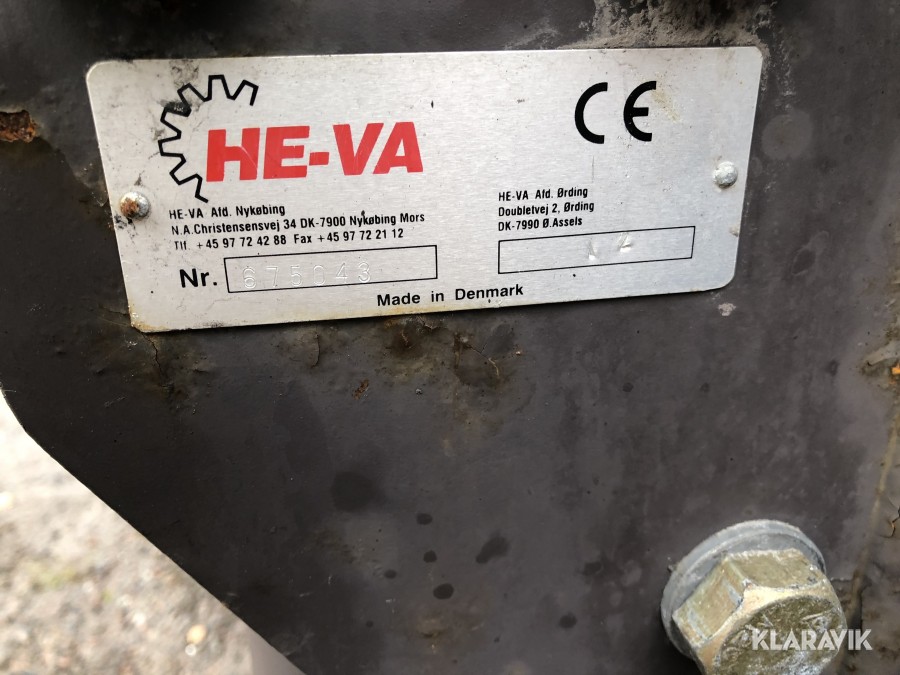 HE-VA
CE
HE-VA Afd. Nykøbing
N.A.Christensensvej 34 DK-7900 Nykøbing Mors
Tlf. +45 97 72 42 88 Fax +45 97 72 21 12
HE-VA Afd. Ørding
Doubletvej 2, Ørding
DK-7990 Ø.Assels
Nr. 675043
Made in Denmark
KLARAVIK